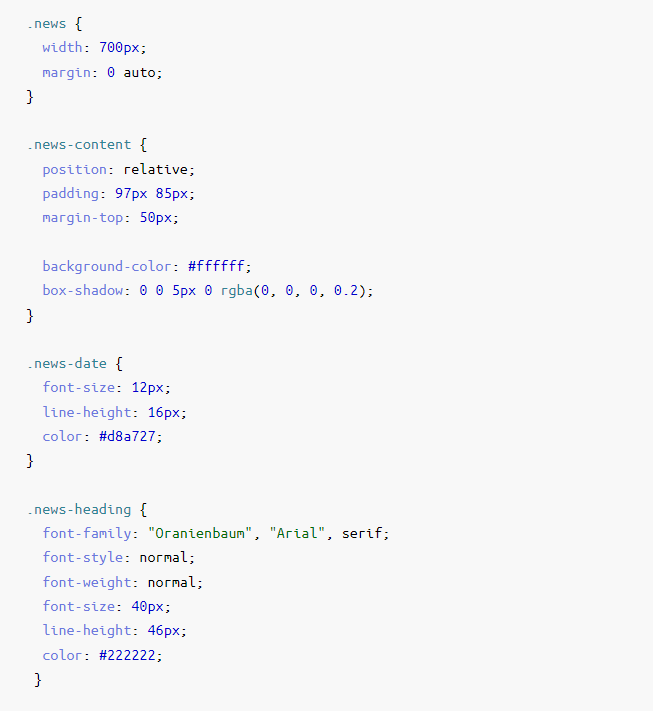 .news {
  width: 700px;
  margin: 0 auto;
}

.news-content {
  position: relative;
  padding: 97px 85px;
  margin-top: 50px;

  background-color: #ffffff;
  box-shadow: 0 0 5px 0 rgba(0, 0, 0, 0.2);
}

.news-date {
  font-size: 12px;
  line-height: 16px;
  color: #d8a727;
}

.news-heading {
  font-family: "Oranienbaum", "Arial", serif;
  font-style: normal;
  font-weight: normal;
  font-size: 40px;
  line-height: 46px;
  color: #222222;
 }